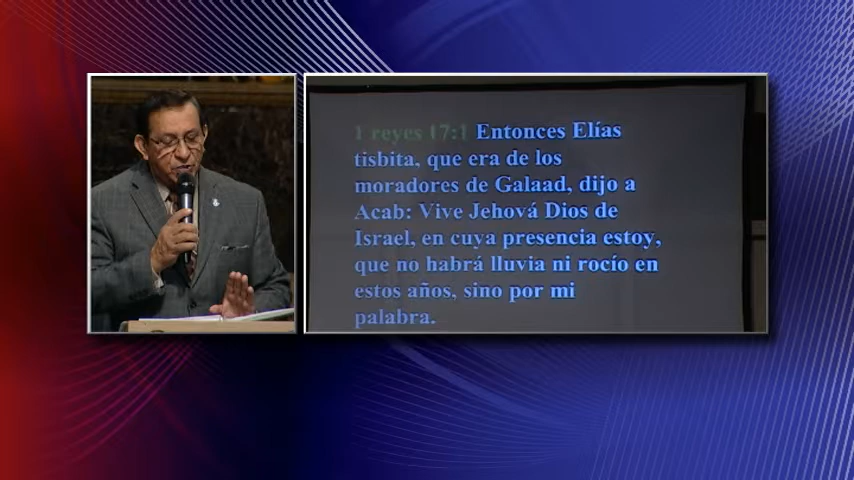 1 reyes 17:1 Entonces Elías
tisbita, que era de los
moradores de Galaad, dijo a
Acab: Vive Jehová Dios de
Israel, en cuya presencia estoy,
que no habrá lluvia ni rocío en
estos años, sino por mi
palabra.